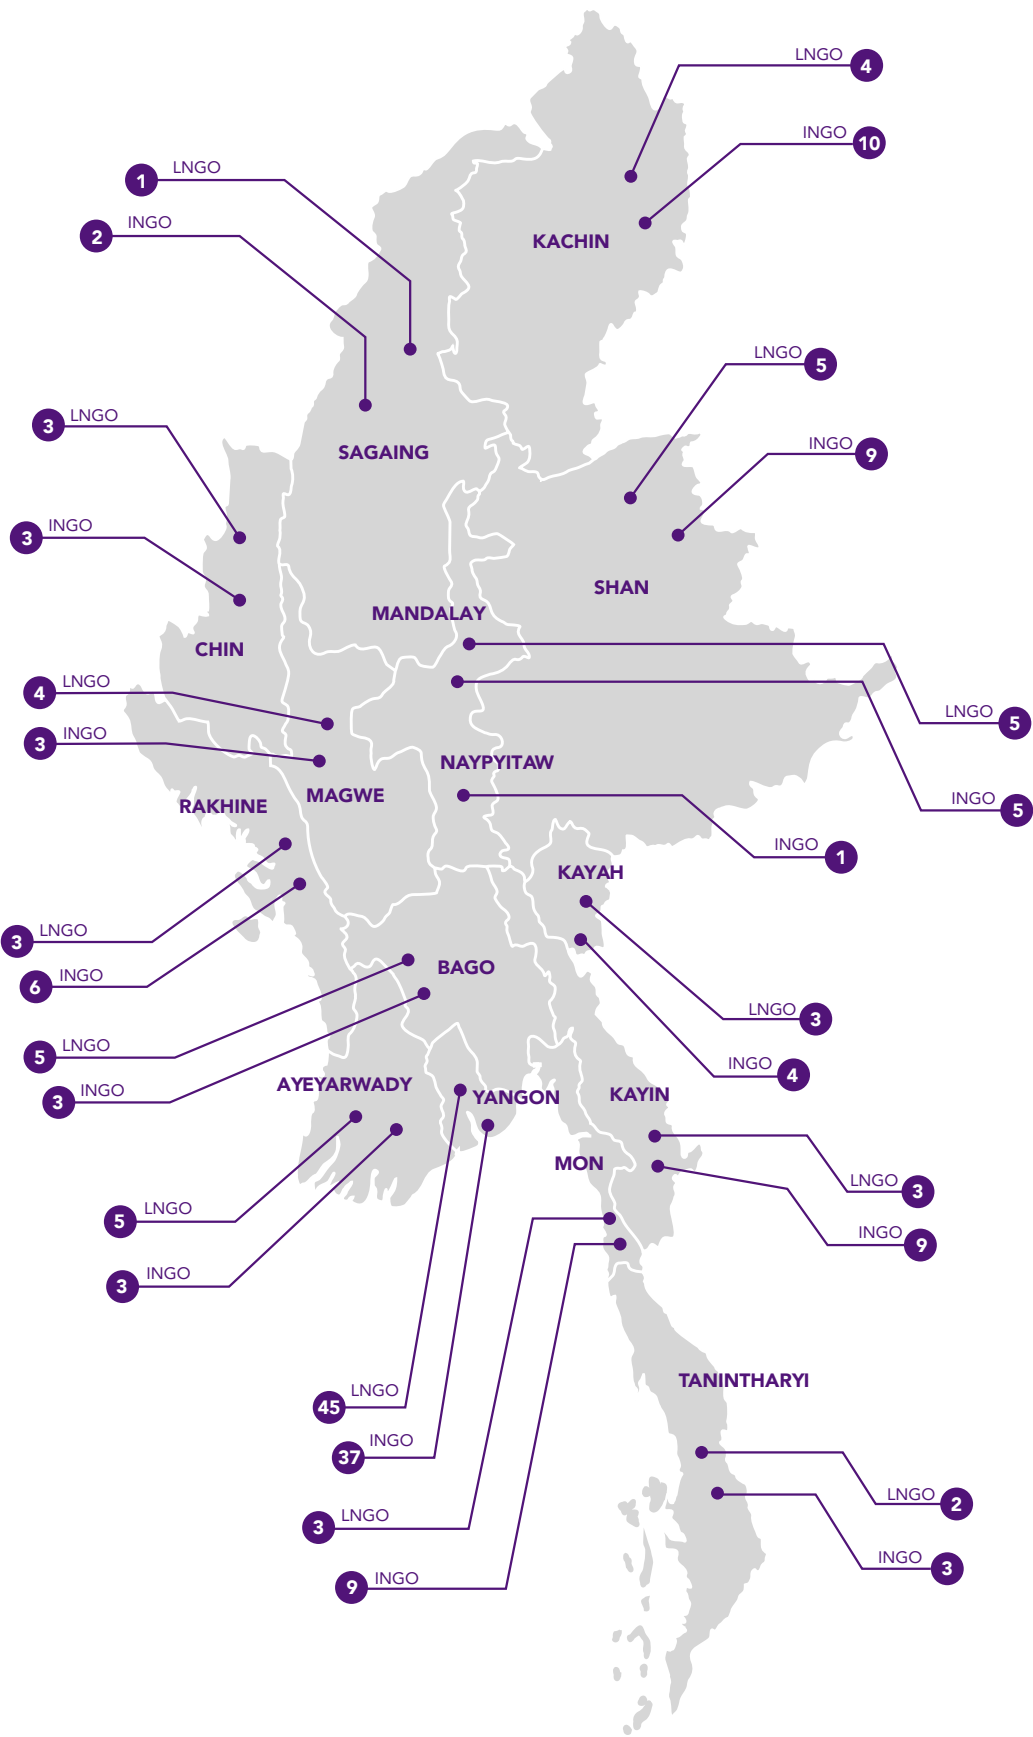 LNGO 4
INGO 10
KACHIN
1 LNGO
2 INGO
SAGAING
LNGO 5
INGO 9
SHAN
3 LNGO
3 INGO
CHIN
MANDALAY
LNGO 5
INGO 5
4 LNGO
3 INGO
MAGWE
NAYPYITAW
INGO 1
RAKHINE
3 LNGO
6 INGO
KAYAH
LNGO 3
INGO 4
BAGO
5 LNGO
3 INGO
AYEYARWADY
5 LNGO
3 INGO
YANGON
45 LNGO
37 INGO
KAYIN
LNGO 3
INGO 9
MON
3 LNGO
9 INGO
TANINTHARYI
LNGO 2
INGO 3